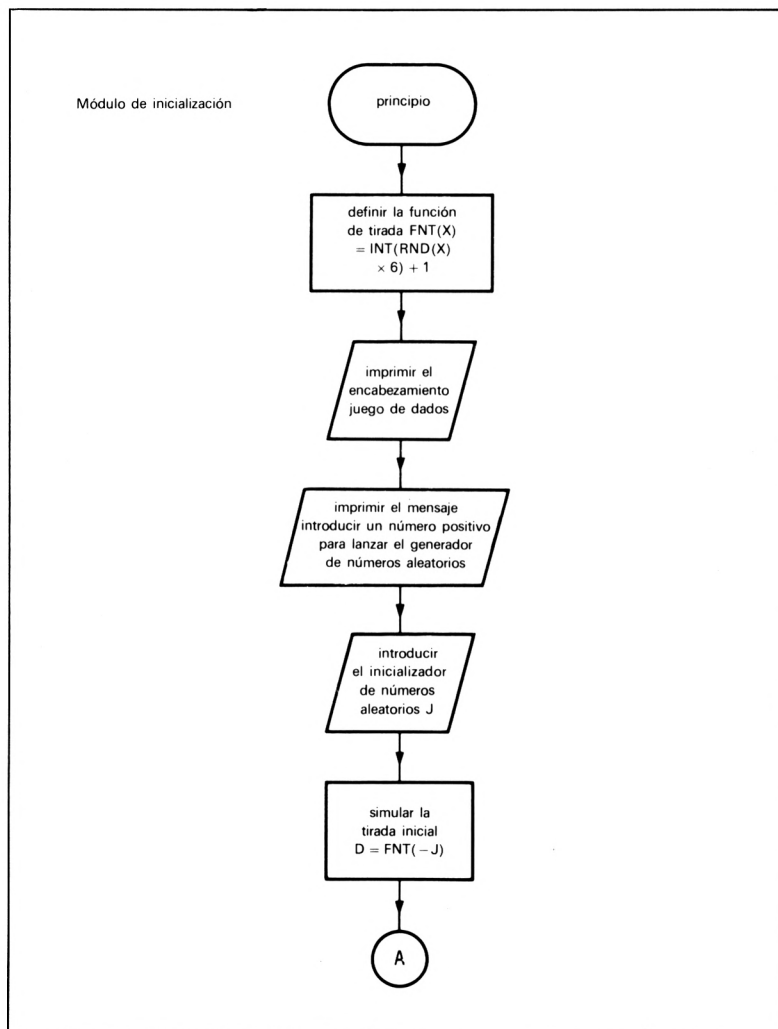 Módulo de inicialización
principio
definir la función
de tirada FNT(X)
= INT(RND(X)
× 6) + 1
imprimir el
encabezamiento
juego de dados
imprimir el mensaje
introducir un número positivo
para lanzar el generador
de números aleatorios
introducir
el inicializador
de números
aleatorios J
simular la
tirada inicial
D = FNT(−J)
A